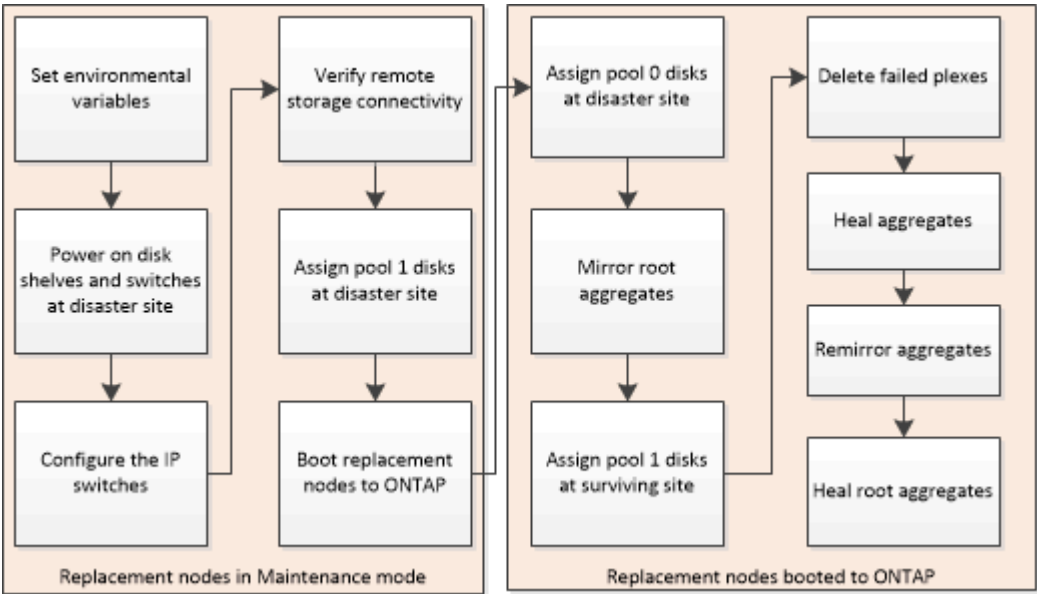 Set environmental
variables
Power on disk
shelves and switches
at disaster site
Configure the IP
switches
Verify remote
storage connectivity
Assign pool 1 disks
at disaster site
Boot replacement
nodes to ONTAP
Replacement nodes in Maintenance mode
Assign pool 0 disks
at disaster site
Mirror root
aggregates
Assign pool 1 disks
at surviving site
Delete failed plexes
Heal aggregates
Remirror aggregates
Heal root aggregates
Replacement nodes booted to ONTAP